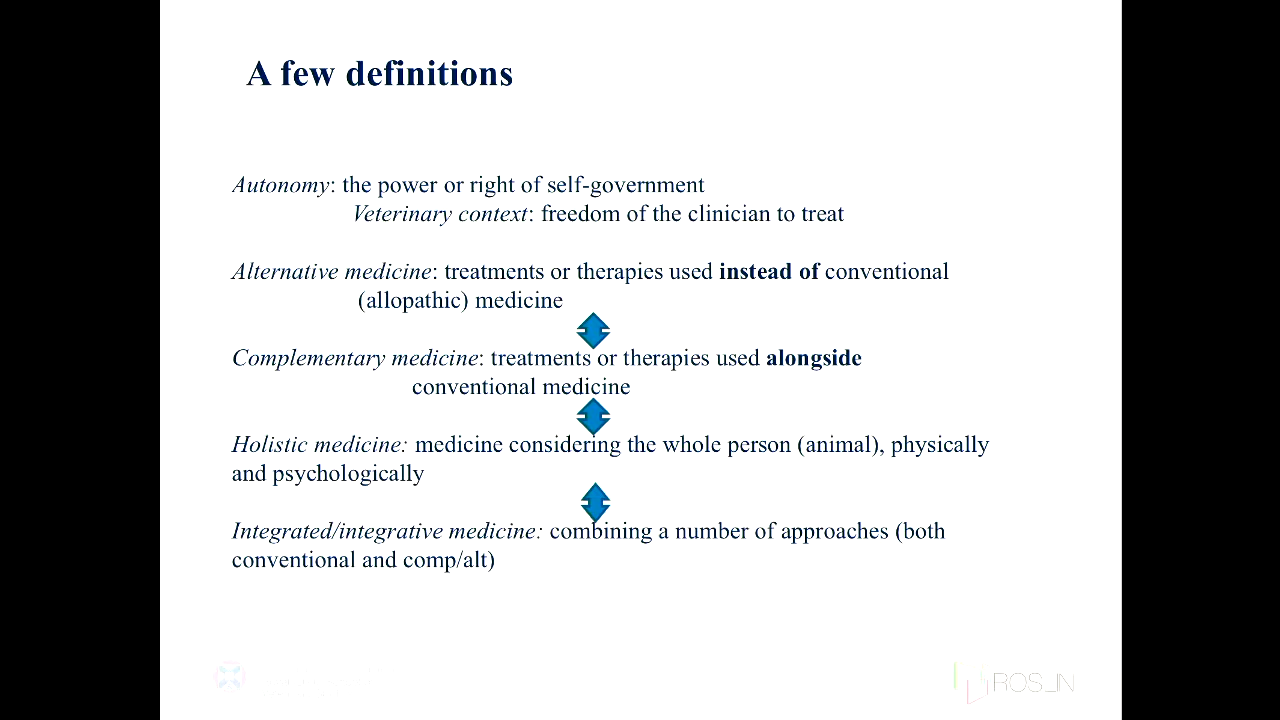 A few definitions
Autonomy: the power or right of self-government
Veterinary context: freedom of the clinician to treat
Alternative medicine: treatments or therapies used instead of conventional
(allopathic) medicine
Complementary medicine: treatments or therapies used alongside
conventional medicine
Holistic medicine: medicine considering the whole person (animal), physically
and psychologically
Integrated/integrative medicine: combining a number of approaches (both
conventional and comp/alt)